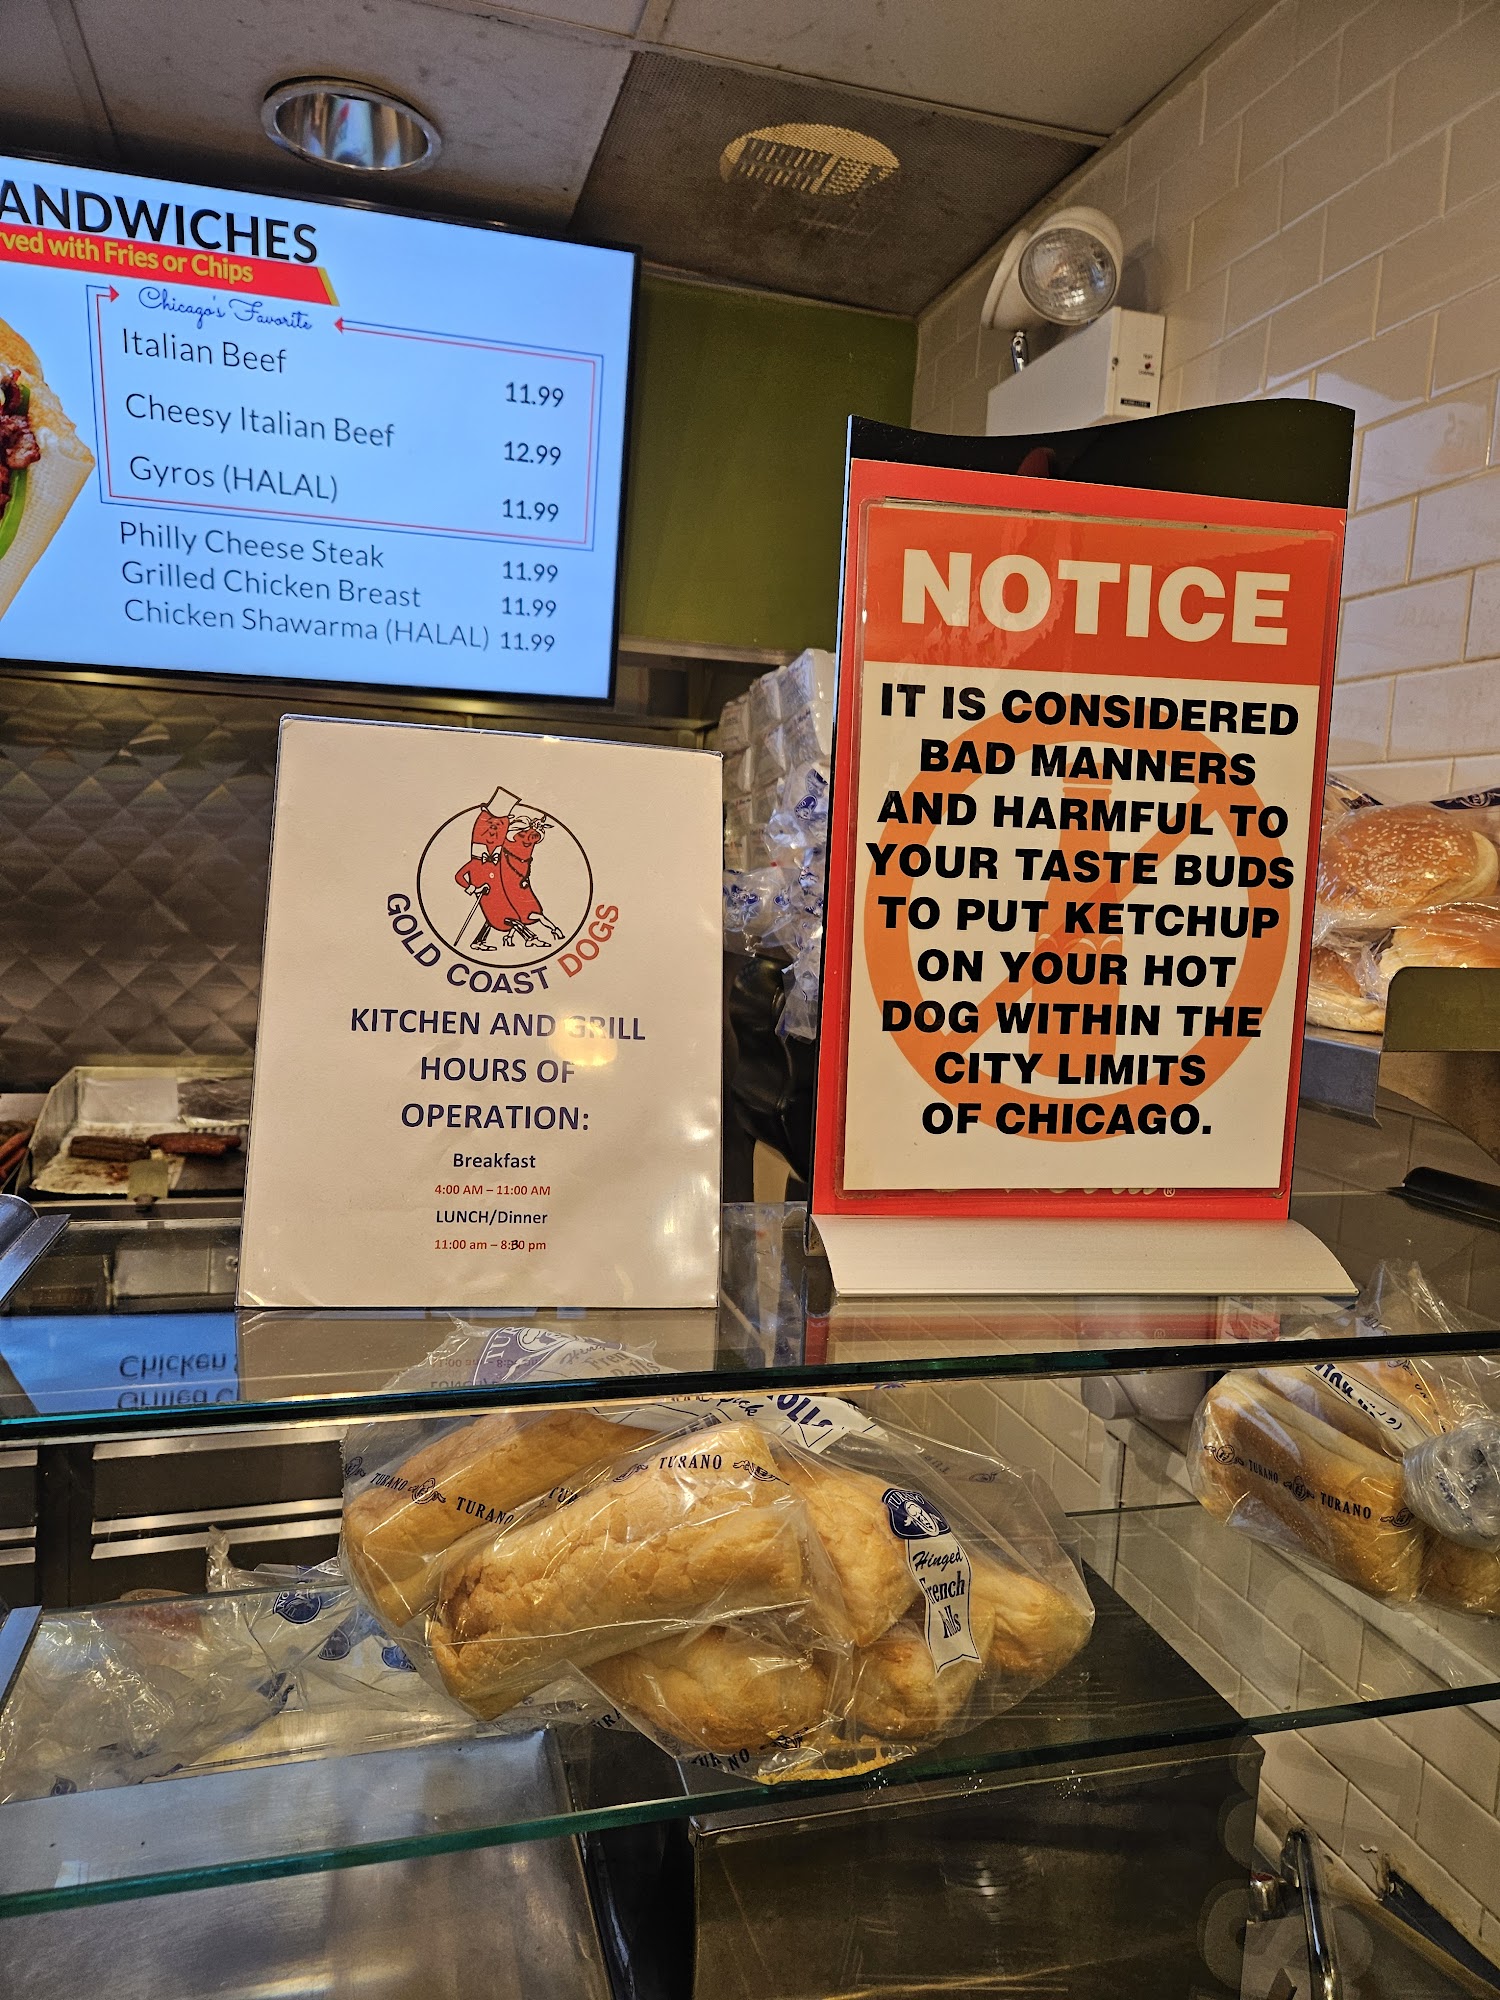 ANDWICHES
ved with Fries or Chips
Chicago's Favorite
Italian Beef 11.99
Cheesy Italian Beef 12.99
Gyros (HALAL) 11.99
Philly Cheese Steak 11.99
Grilled Chicken Breast 11.99
Chicken Shawarma (HALAL) 11.99
GOLD COAST DOGS
KITCHEN AND GRILL
HOURS OF
OPERATION:
Breakfast
4:00 AM – 11:00 AM
LUNCH/Dinner
11:00 am – 8:30 pm
NOTICE
IT IS CONSIDERED
BAD MANNERS
AND HARMFUL TO
YOUR TASTE BUDS
TO PUT KETCHUP
ON YOUR HOT
DOG WITHIN THE
CITY LIMITS
OF CHICAGO.
TURANO
TURANO
TURANO
TURANO
Hinged
French
Rolls
TURANO
TURANO